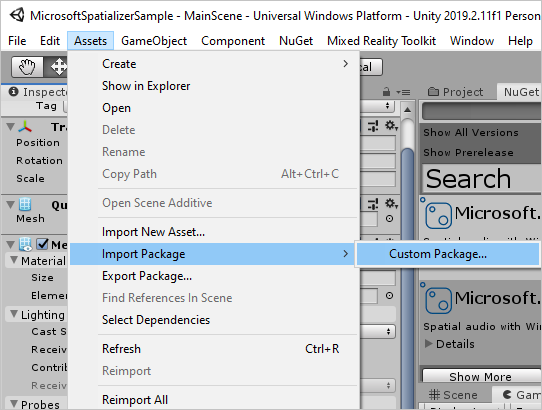 MicrosoftSpatializerSample - MainScene - Universal Windows Platform - Unity 2019.2.11f1 Person
File Edit Assets GameObject Component NuGet Mixed Reality Toolkit Window Help
Inspect
Project NuGet
Tag
Create
Show in Explorer
Open
Delete
Rename
Copy Path Alt+Ctrl+C
Open Scene Additive
Import New Asset...
Import Package
Custom Package...
Export Package...
Find References In Scene
Select Dependencies
Refresh Ctrl+R
Reimport
Reimport All
Tra
Position
Rotation
Scale
Qu
Mesh
Me
Material
Size
Elemen
Lighting
Cast S
Receiv
Contrib
Receiv
Probes
Show All Versions
Show Prerelease
Search
Microsoft.
Spatial audio with Win
Microsoft.
Spatial audio with Win
Details
Show More
Scene Gam